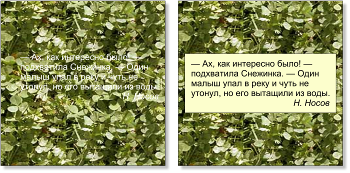 — Ах, как интересно было! —
подхватила Снежинка. — Один
малыш упал в реку и чуть не
утонул, но его вытащили из воды.
Н. Носов
— Ах, как интересно было! —
подхватила Снежинка. — Один
малыш упал в реку и чуть не
утонул, но его вытащили из воды.
Н. Носов